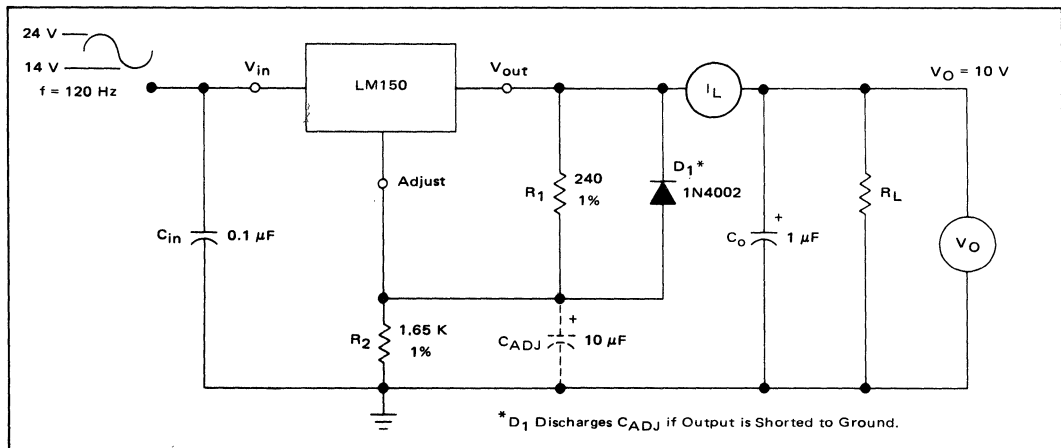 24 V
14 V
f = 120 Hz
Vin
LM150
Vout
IL
VO = 10 V
Adjust
R1
240
1%
D1*
1N4002
RL
Cin
0.1 μF
Co
+
1 μF
VO
R2
1.65 K
1%
CADJ
+
10 μF
*D1 Discharges CADJ if Output is Shorted to Ground.